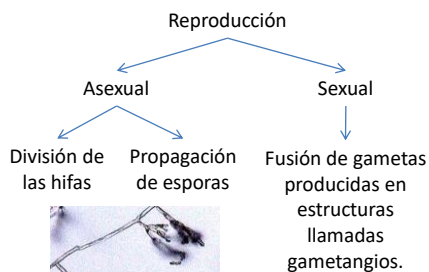 Reproducción
Asexual
Sexual
División de
las hifas
Propagación
de esporas
Fusión de gametas
producidas en
estructuras
llamadas
gametangios.